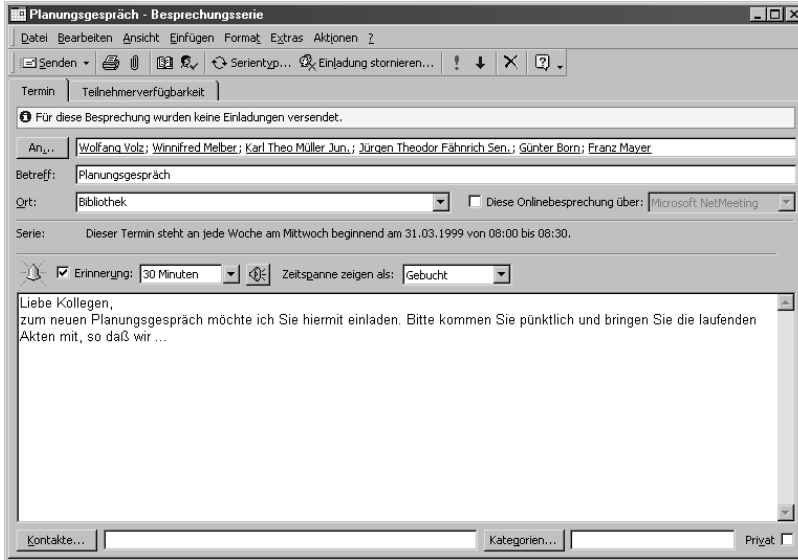 Planungsgespräch - Besprechungsserie
Datei Bearbeiten Ansicht Einfügen Format Extras Aktionen ?
Senden Serientyp... Einladung stornieren...
Termin Teilnehmerverfügbarkeit
Für diese Besprechung wurden keine Einladungen versendet.
An... Wolfang Volz; Winnifred Melber; Karl Theo Müller Jun.; Jürgen Theodor Fähnrich Sen.; Günter Born; Franz Mayer
Betreff: Planungsgespräch
Ort: Bibliothek Diese Onlinebesprechung über: Microsoft NetMeeting
Serie: Dieser Termin steht an jede Woche am Mittwoch beginnend am 31.03.1999 von 08:00 bis 08:30.
Erinnerung: 30 Minuten Zeitspanne zeigen als: Gebucht
Liebe Kollegen,
zum neuen Planungsgespräch möchte ich Sie hiermit einladen. Bitte kommen Sie pünktlich und bringen Sie die laufenden
Akten mit, so daß wir ...
Kontakte... Kategorien... Privat